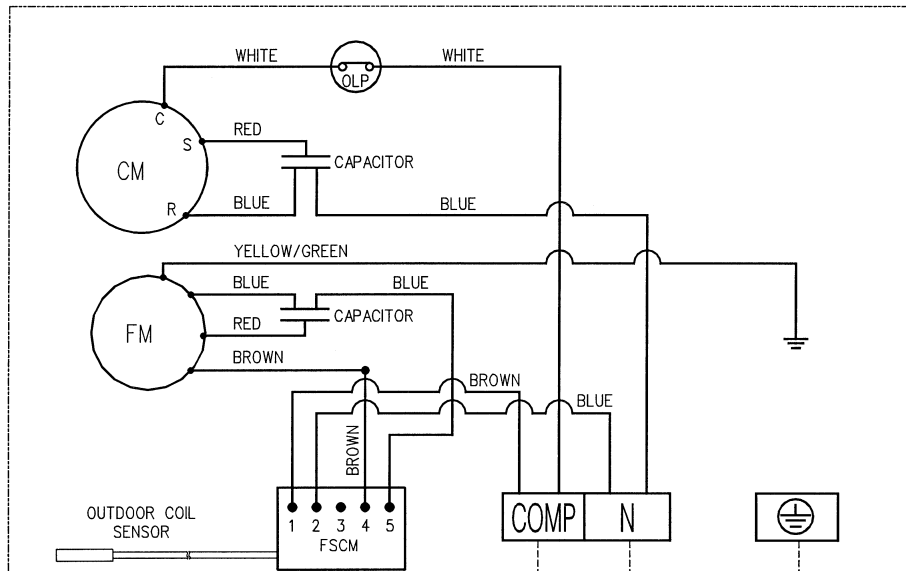 WHITE WHITE
OLP
C
S RED
CM CAPACITOR
R BLUE BLUE
YELLOW/GREEN
BLUE BLUE
FM RED CAPACITOR
BROWN
BROWN
BLUE
BROWN
1 2 3 4 5
FSCM
COMP N
OUTDOOR COIL
SENSOR